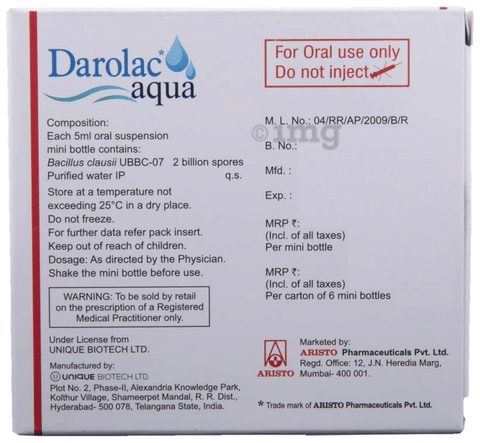 Darolac*
aqua
For Oral use only
Do not inject
Composition:
Each 5ml oral suspension
mini bottle contains:
Bacillus clausii UBBC-07 2 billion spores
Purified water IP q.s.
Store at a temperature not
exceeding 25°C in a dry place.
Do not freeze.
For further data refer pack insert.
Keep out of reach of children.
Dosage: As directed by the Physician.
Shake the mini bottle before use.
WARNING: To be sold by retail
on the prescription of a Registered
Medical Practitioner only.
Under License from
UNIQUE BIOTECH LTD.
Manufactured by:
UNIQUE BIOTECH LTD.
Plot No. 2, Phase-II, Alexandria Knowledge Park,
Kolthur Village, Shameerpet Mandal, R. R. Dist.,
Hyderabad- 500 078, Telangana State, India.
M. L. No.: 04/RR/AP/2009/B/R
©1mg
B. No.:
Mfd. :
Exp. :
MRP ₹:
(Incl. of all taxes)
Per mini bottle
MRP ₹:
(Incl. of all taxes)
Per carton of 6 mini bottles
ARISTO
Marketed by:
ARISTO Pharmaceuticals Pvt. Ltd.
Regd. Office: 12, J.N. Heredia Marg,
Mumbai- 400 001.
* Trade mark of ARISTO Pharmaceuticals Pvt. Ltd.